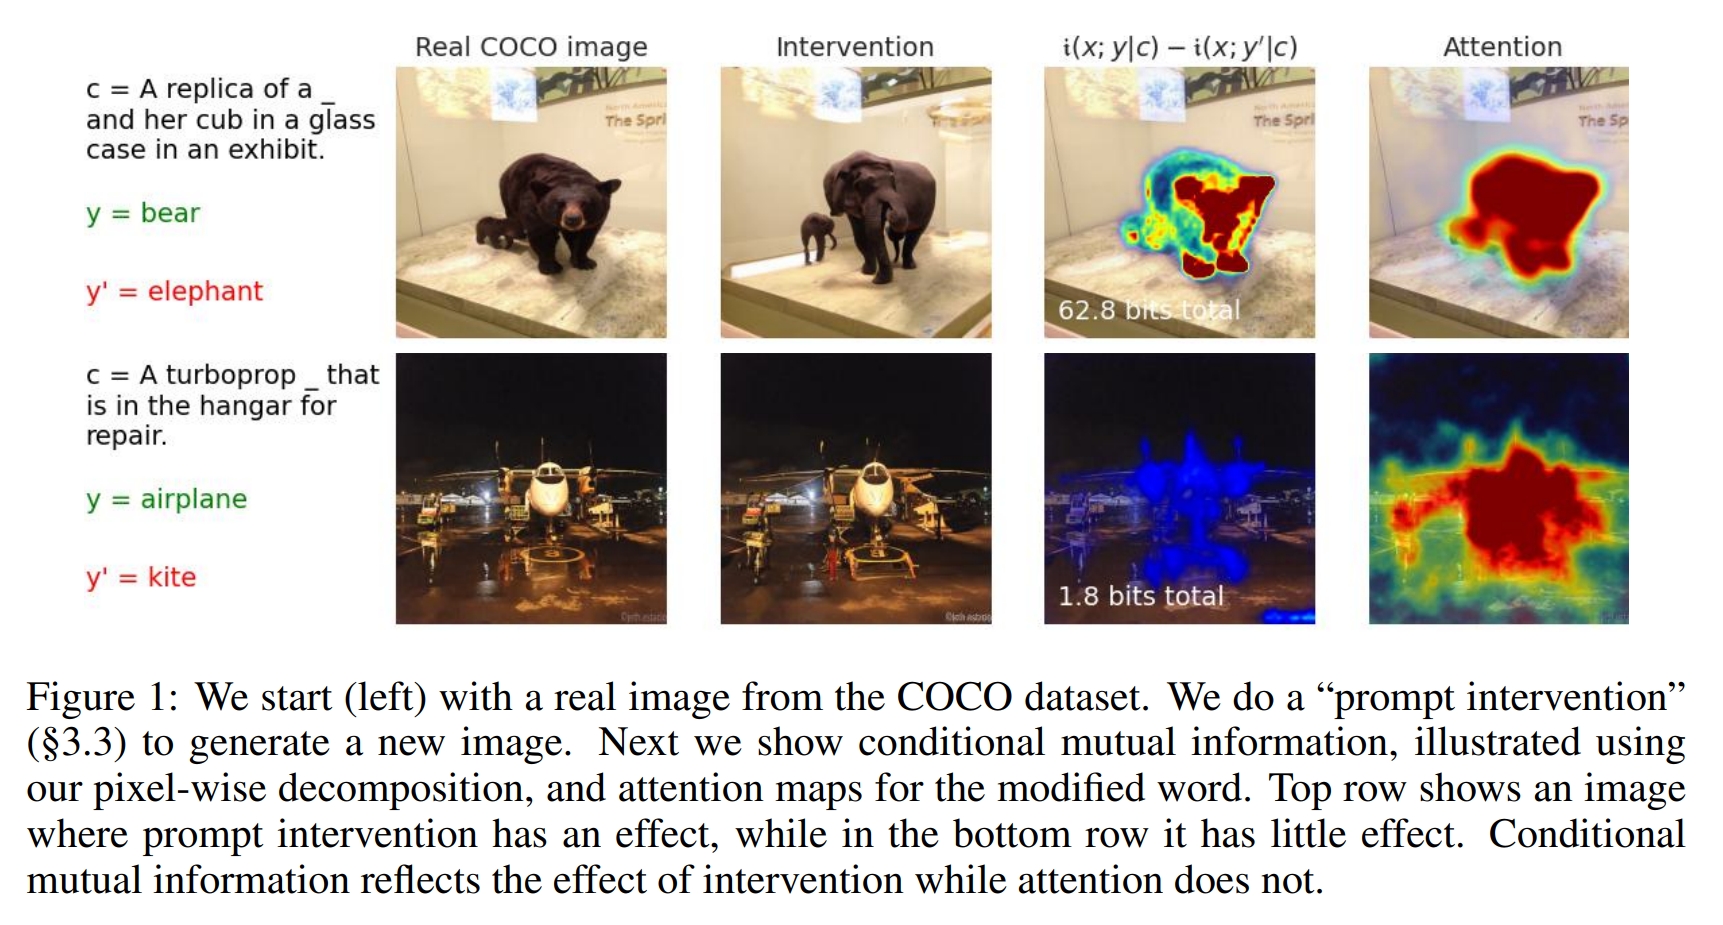 Real COCO image
Intervention
i(x; y|c) − i(x; y′|c)
Attention
c = A replica of a _
and her cub in a glass
case in an exhibit.
y = bear
y' = elephant
North America
The Spri
The Spri
The Sp
62.8 bits total
c = A turboprop _ that
is in the hangar for
repair.
y = airplane
y' = kite
1.8 bits total
Figure 1: We start (left) with a real image from the COCO dataset. We do a “prompt intervention”
(§3.3) to generate a new image. Next we show conditional mutual information, illustrated using
our pixel-wise decomposition, and attention maps for the modified word. Top row shows an image
where prompt intervention has an effect, while in the bottom row it has little effect. Conditional
mutual information reflects the effect of intervention while attention does not.